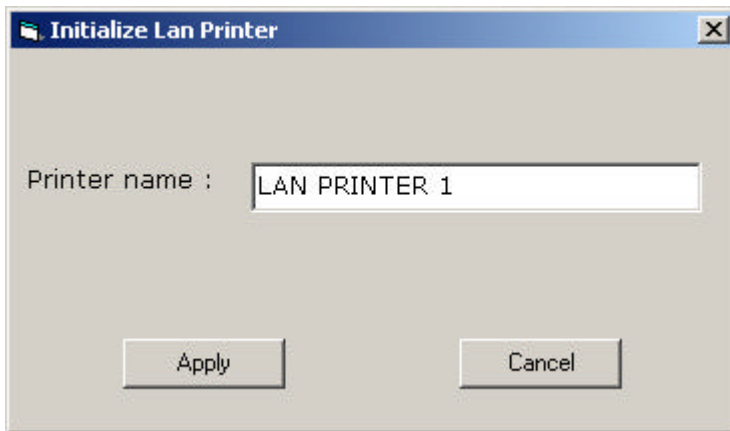 Initialize Lan Printer
Printer name :
LAN PRINTER 1
Apply
Cancel